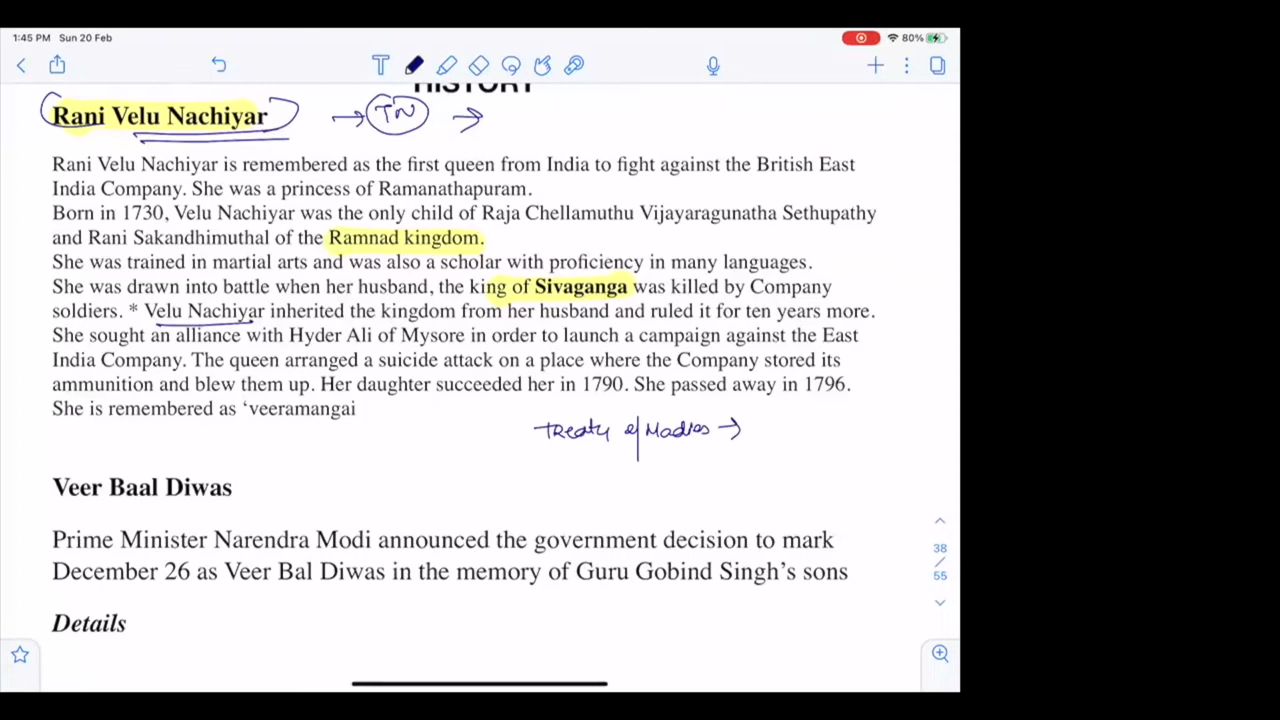 1:45 PM Sun 20 Feb
80%
T
HISTORY
Rani Velu Nachiyar → TN →
Rani Velu Nachiyar is remembered as the first queen from India to fight against the British East
India Company. She was a princess of Ramanathapuram.
Born in 1730, Velu Nachiyar was the only child of Raja Chellamuthu Vijayaragunatha Sethupathy
and Rani Sakandhimuthal of the Ramnad kingdom.
She was trained in martial arts and was also a scholar with proficiency in many languages.
She was drawn into battle when her husband, the king of Sivaganga was killed by Company
soldiers. * Velu Nachiyar inherited the kingdom from her husband and ruled it for ten years more.
She sought an alliance with Hyder Ali of Mysore in order to launch a campaign against the East
India Company. The queen arranged a suicide attack on a place where the Company stored its
ammunition and blew them up. Her daughter succeeded her in 1790. She passed away in 1796.
She is remembered as ‘veeramangai
Treaty of Madras →
Veer Baal Diwas
Prime Minister Narendra Modi announced the government decision to mark
December 26 as Veer Bal Diwas in the memory of Guru Gobind Singh’s sons
Details
38
/
55